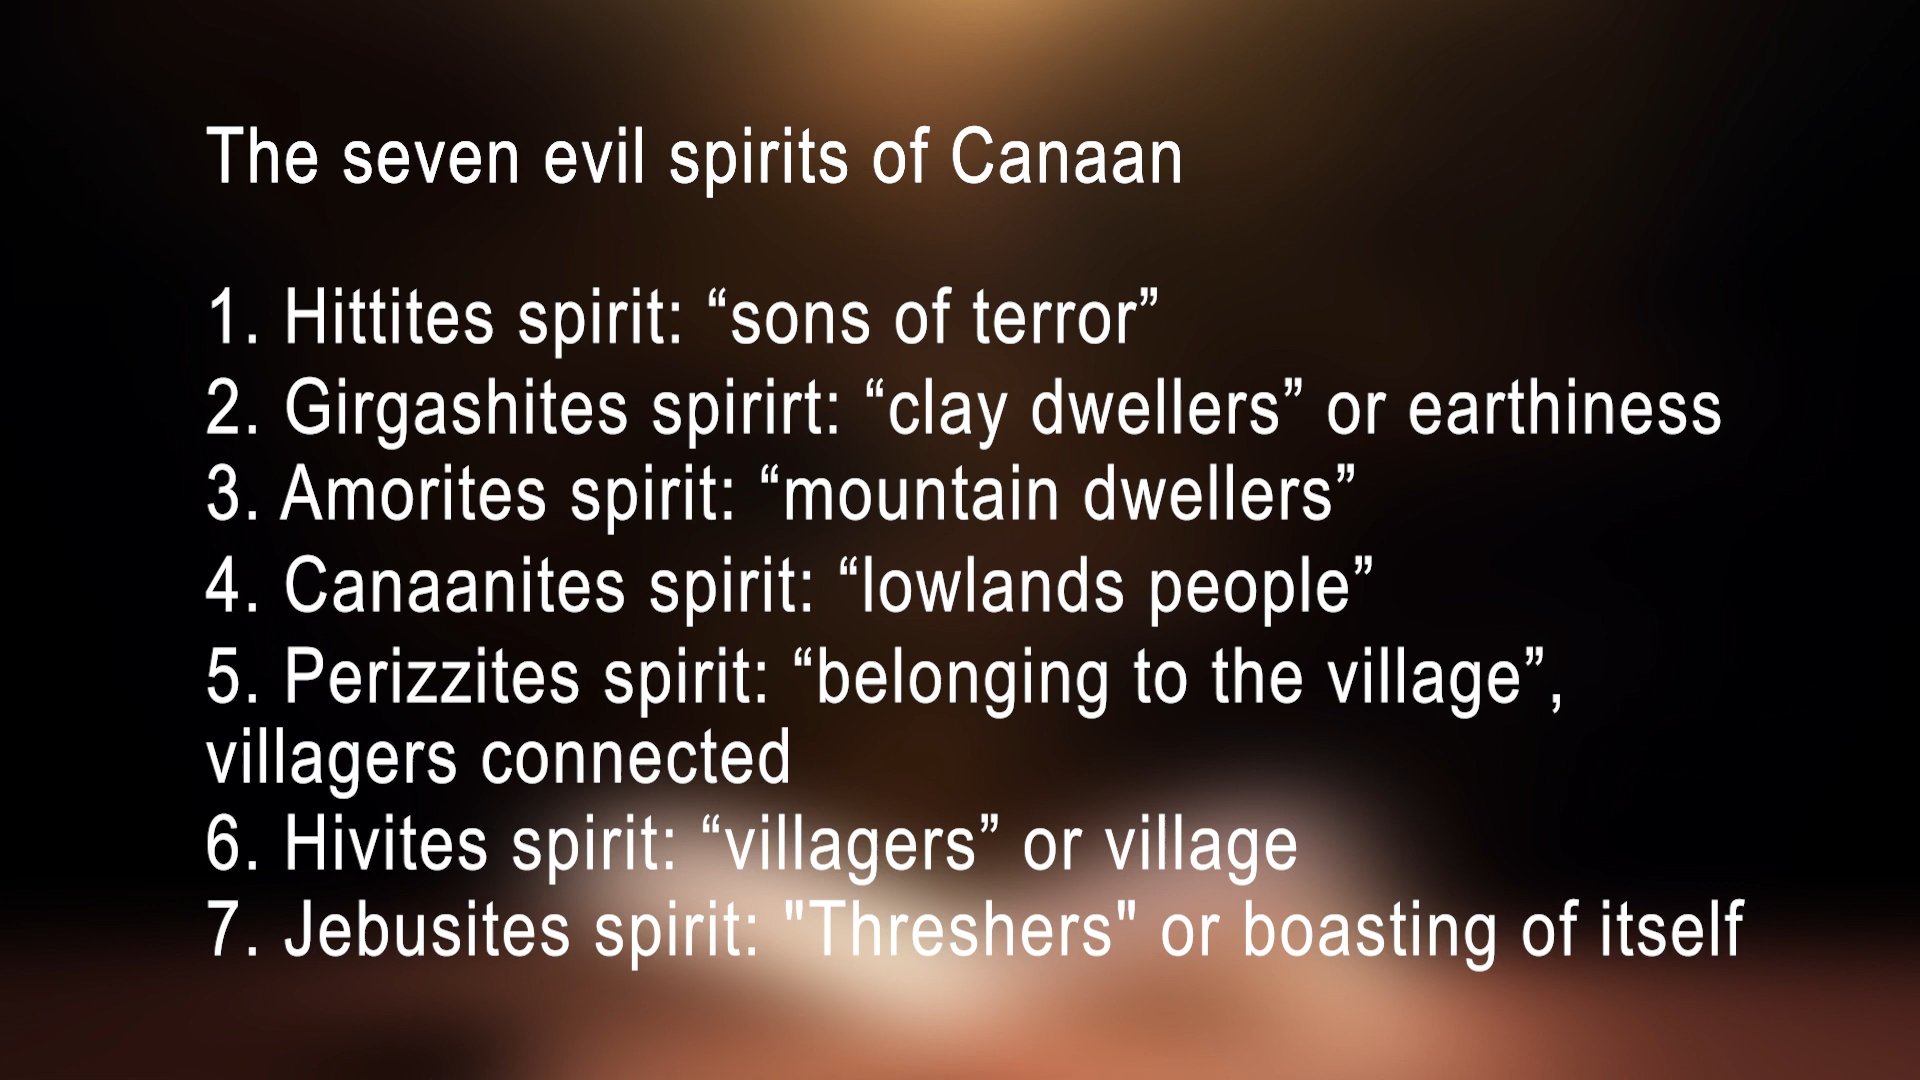 The seven evil spirits of Canaan
1. Hittites spirit: “sons of terror”
2. Girgashites spirirt: “clay dwellers” or earthiness
3. Amorites spirit: “mountain dwellers”
4. Canaanites spirit: “lowlands people”
5. Perizzites spirit: “belonging to the village”,
villagers connected
6. Hivites spirit: “villagers” or village
7. Jebusites spirit: "Threshers" or boasting of itself